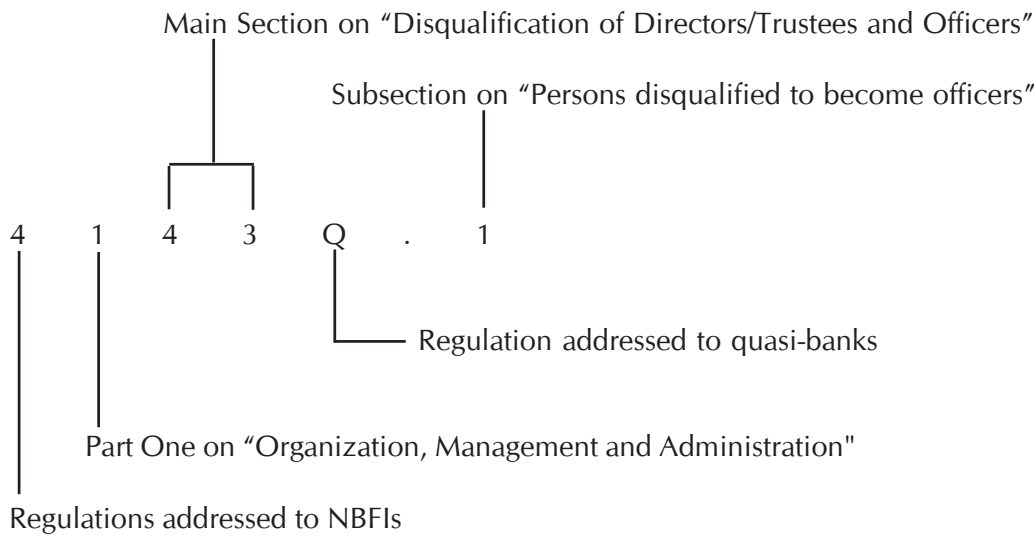 Main Section on “Disqualification of Directors/Trustees and Officers”
Subsection on “Persons disqualified to become officers”
4 1 4 3 Q . 1
Regulation addressed to quasi-banks
Part One on “Organization, Management and Administration"
Regulations addressed to NBFIs